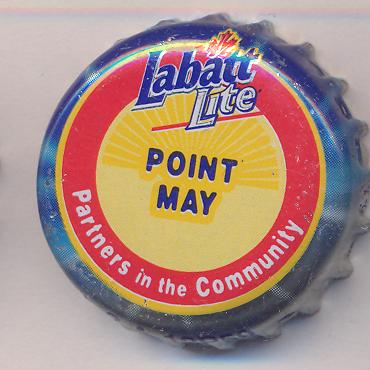 Labatt
Lite
POINT
MAY
Partners in the Community